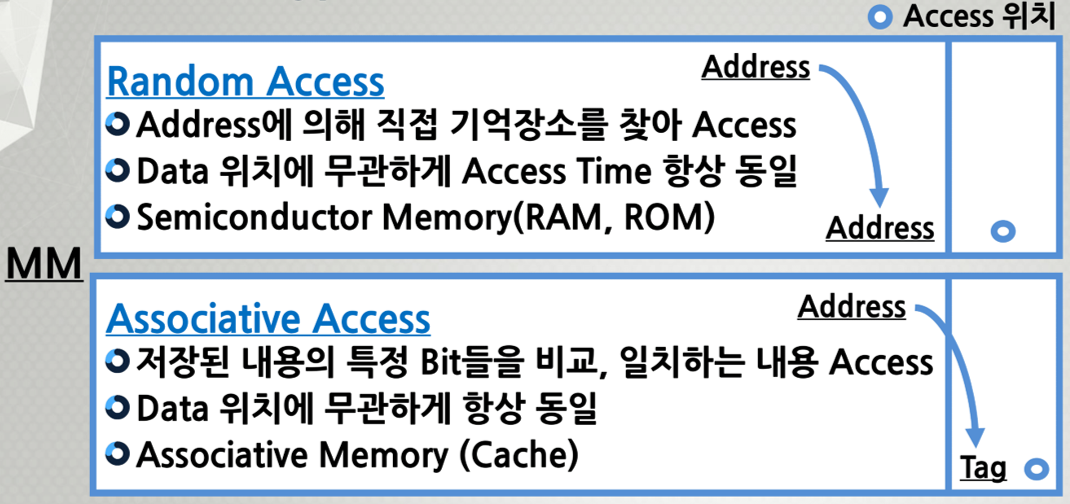 Access 위치
Random Access
Address에 의해 직접 기억장소를 찾아 Access
Data 위치에 무관하게 Access Time 항상 동일
Semiconductor Memory(RAM, ROM)
Address
Address
MM
Associative Access
저장된 내용의 특정 Bit들을 비교, 일치하는 내용 Access
Data 위치에 무관하게 항상 동일
Associative Memory (Cache)
Address
Tag